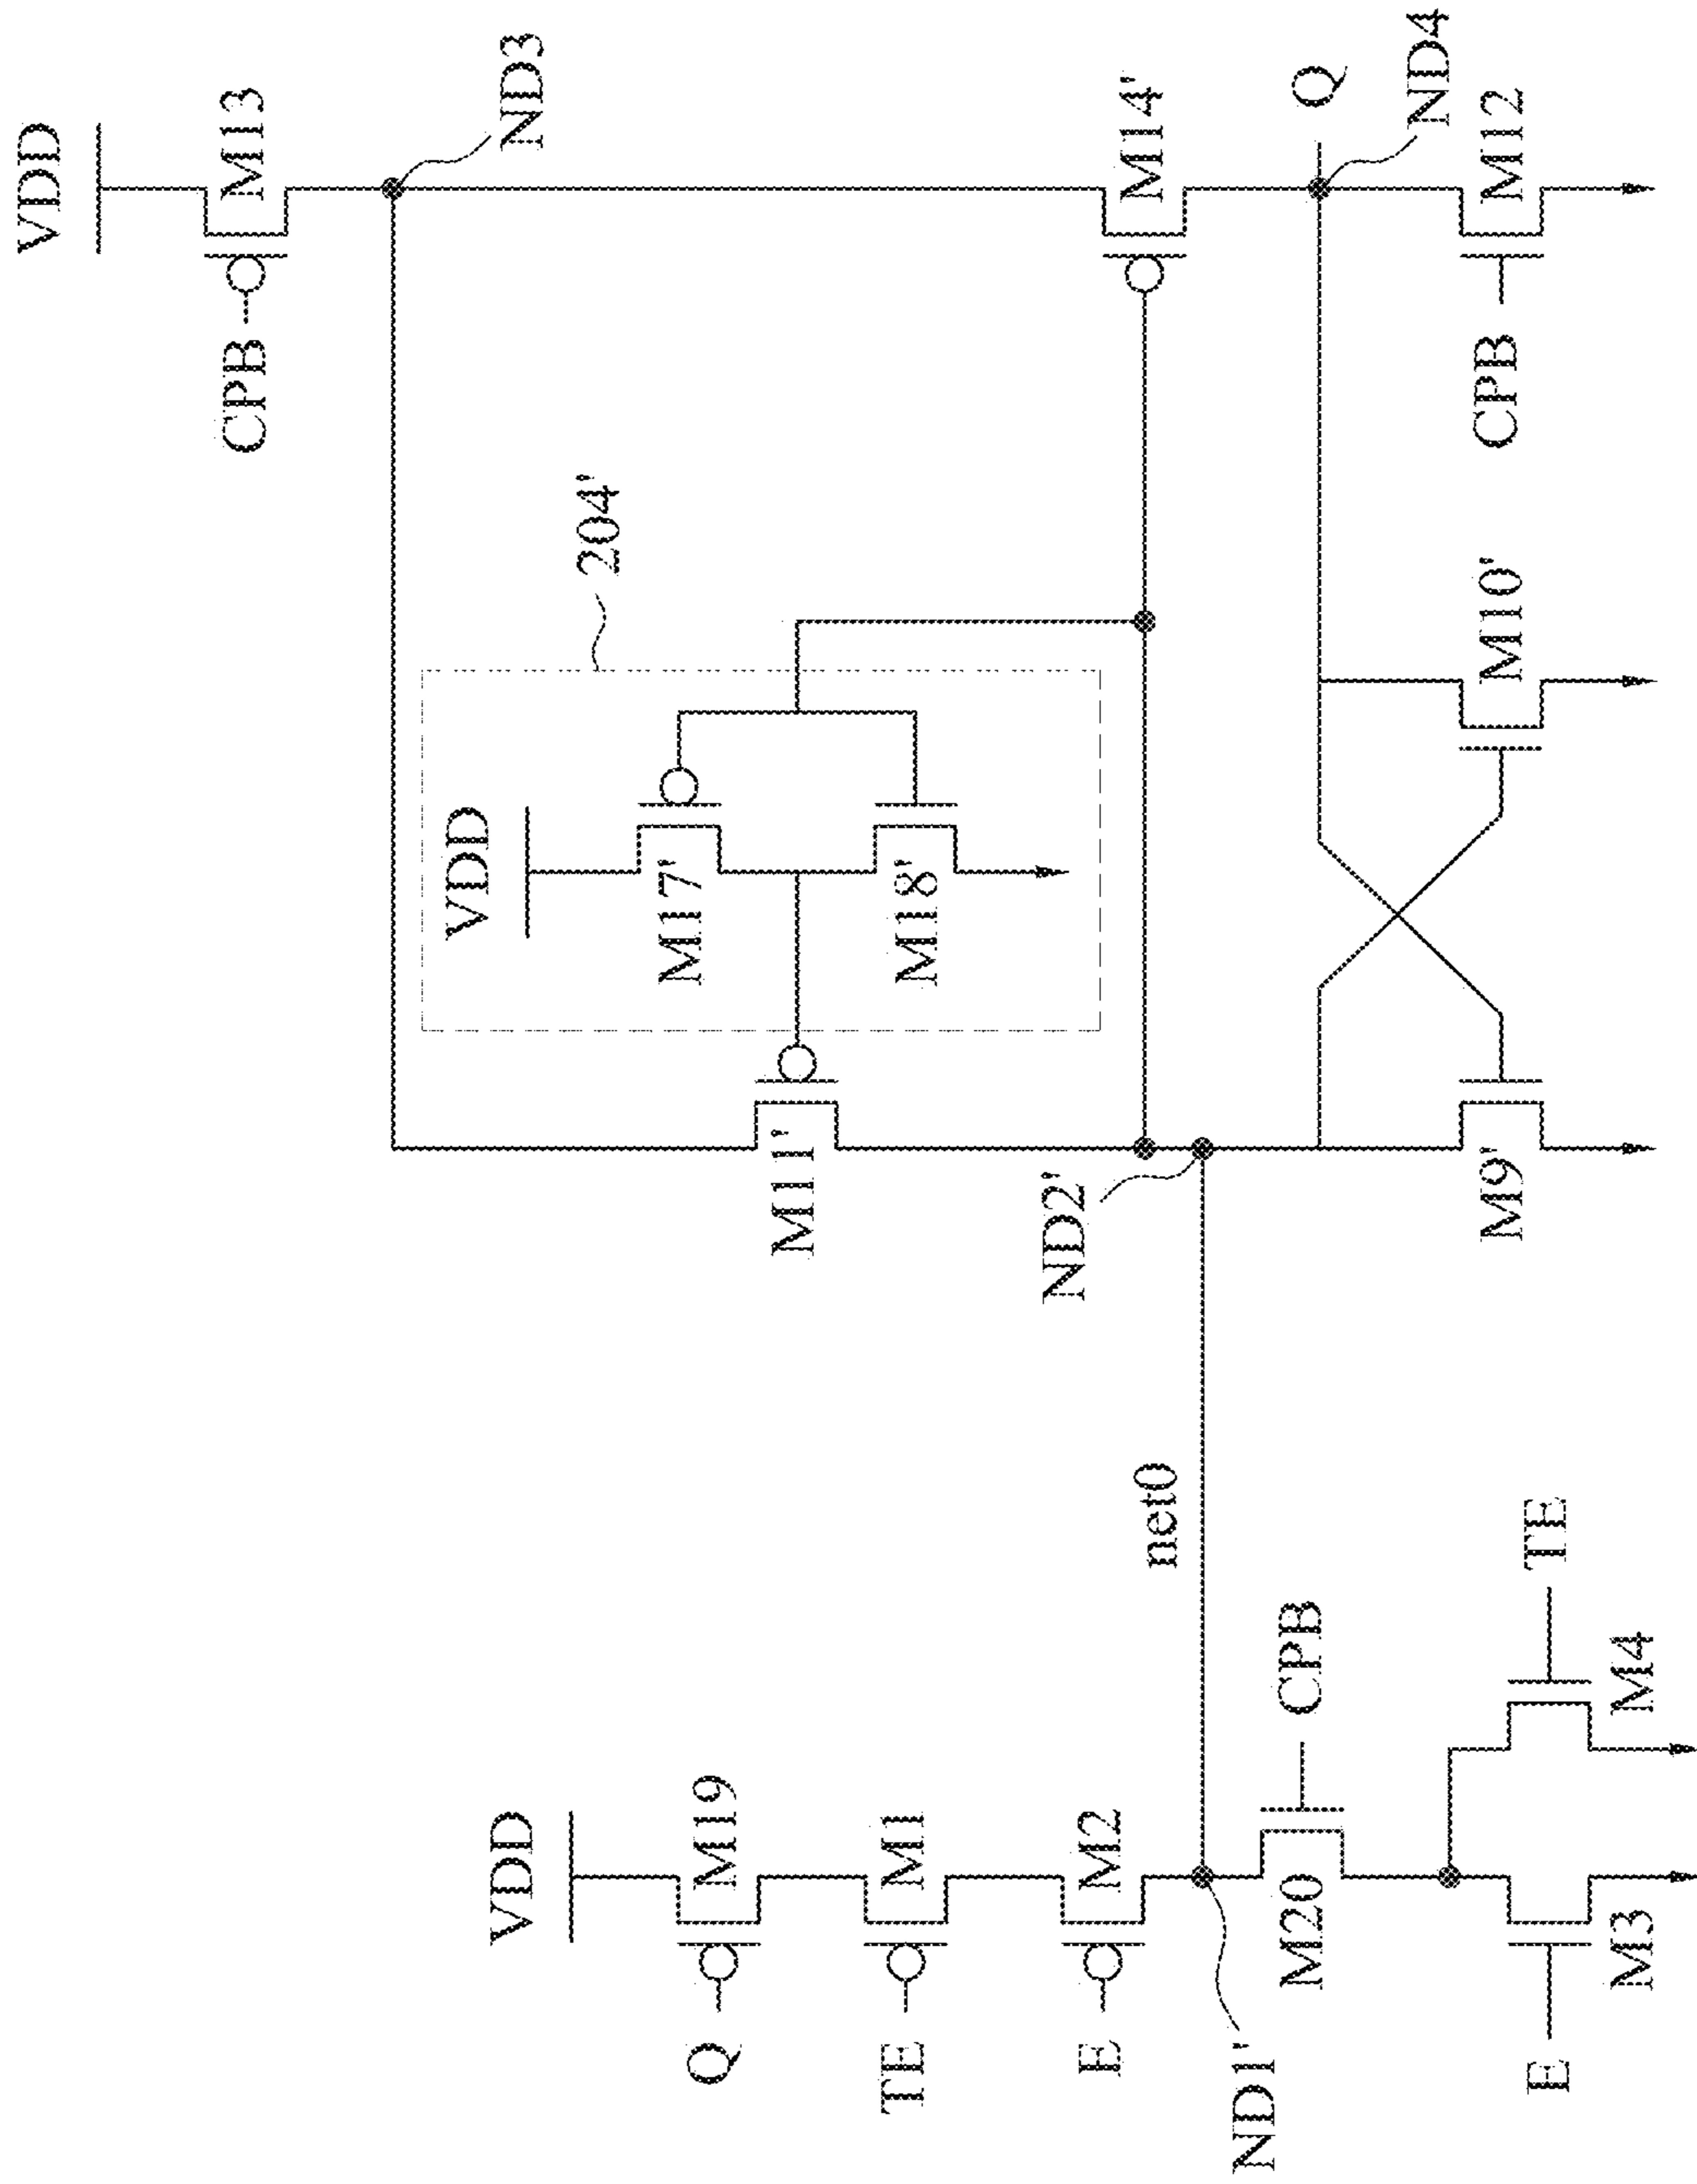 VDD
CPB
M13
ND3
204'
VDD
M17'
M18'
M11'
M14'
ND2'
Q
ND4
M9'
M10'
CPB
M12
net0
VDD
Q
M19
TE
M1
E
M2
ND1'
M20
CPB
E
M3
M4
TE